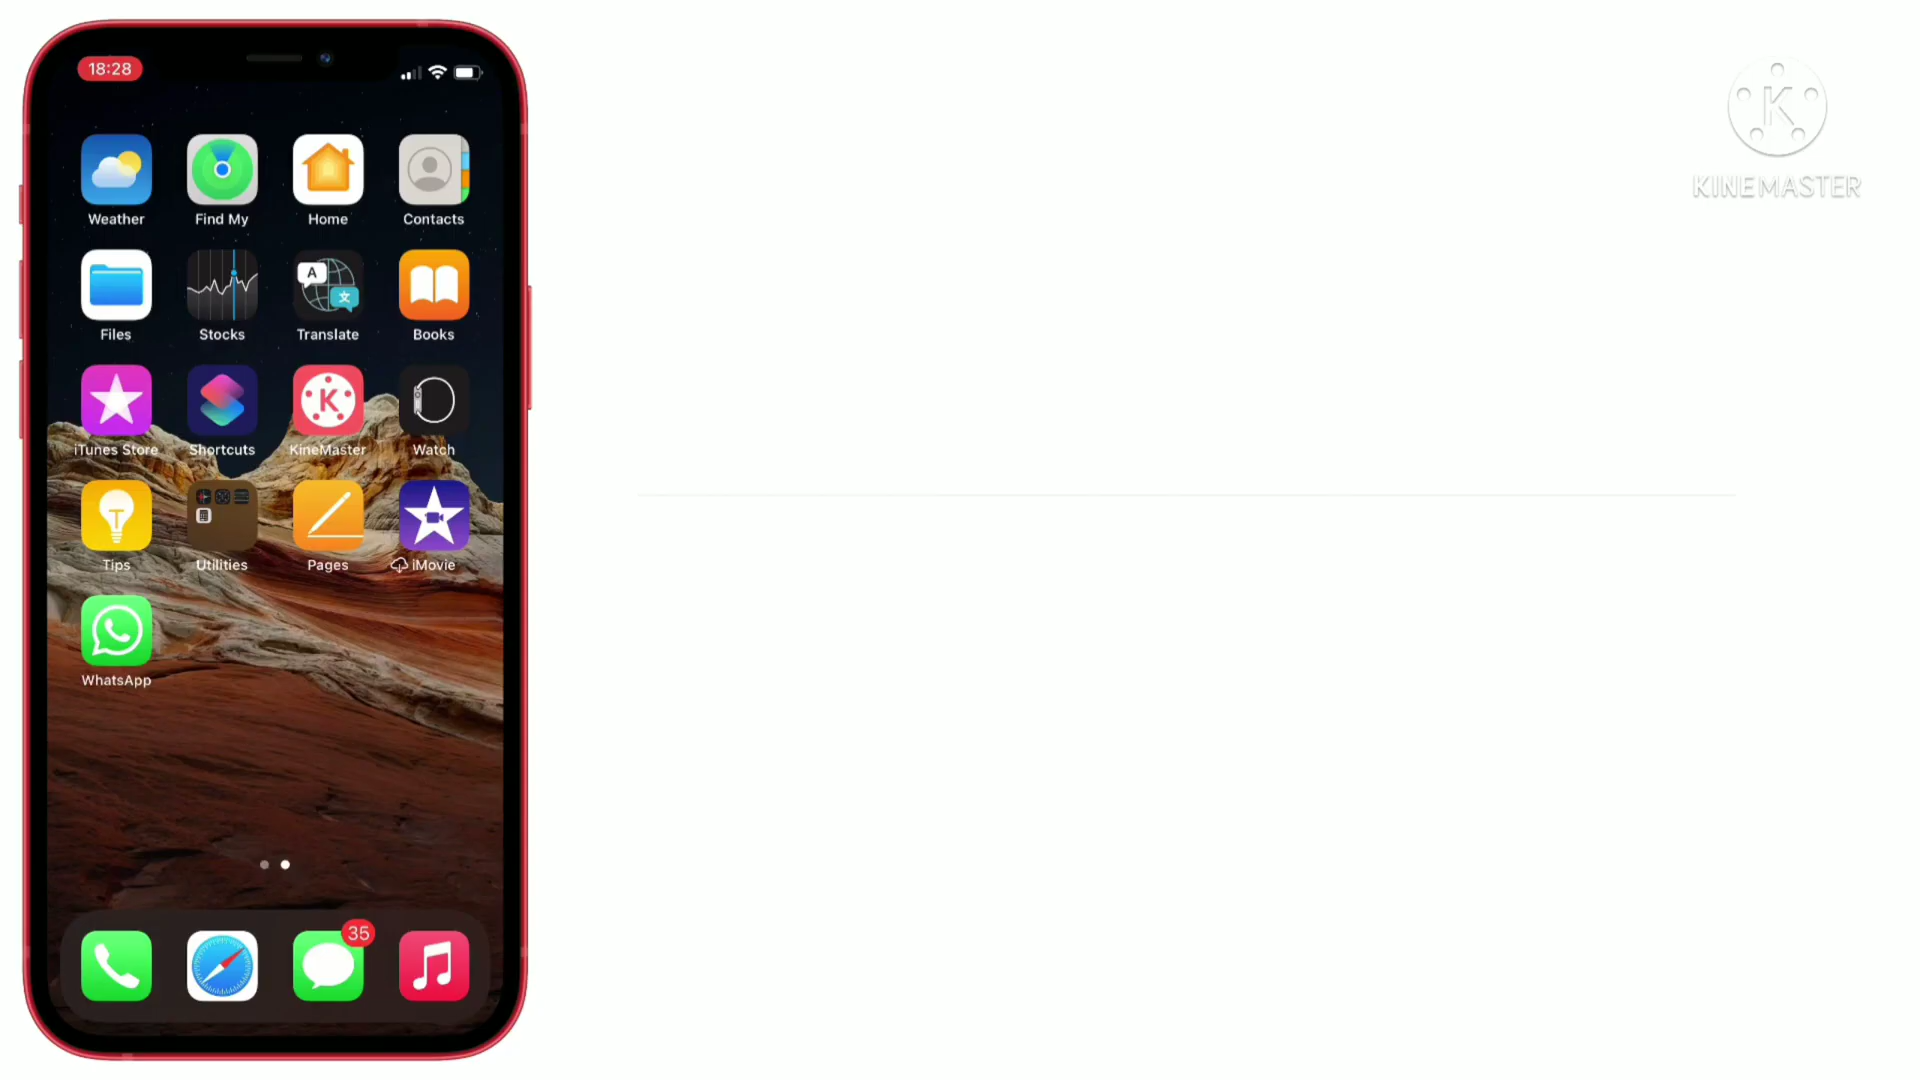 18:28
Weather Find My Home Contacts
A
文
Files Stocks Translate Books
K
iTunes Store Shortcuts KineMaster Watch
Tips Utilities Pages iMovie
WhatsApp
35
K
KINEMASTER